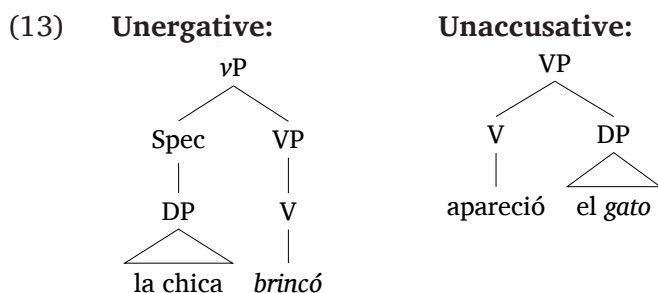 (13) Unergative: Unaccusative:
vP VP
Spec VP V DP
DP V apareció el gato
la chica brincó